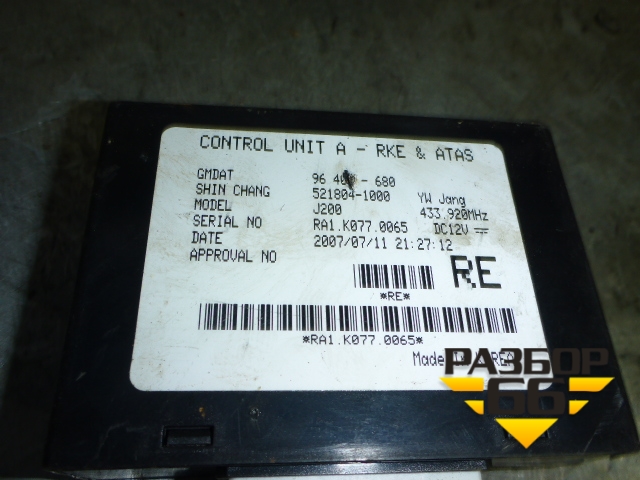 CONTROL UNIT A - RKE & ATAS
GMDAT 96 - 680
SHIN CHANG 521804-1000 YW Jang
MODEL J200 433.920MHz
SERIAL NO RA1.K077.0065 DC12V
DATE 2007/07/11 21:27:12
APPROVAL NO
RE
*RE*
*RA1.K077.0065*
Made
РАЗБОР
66